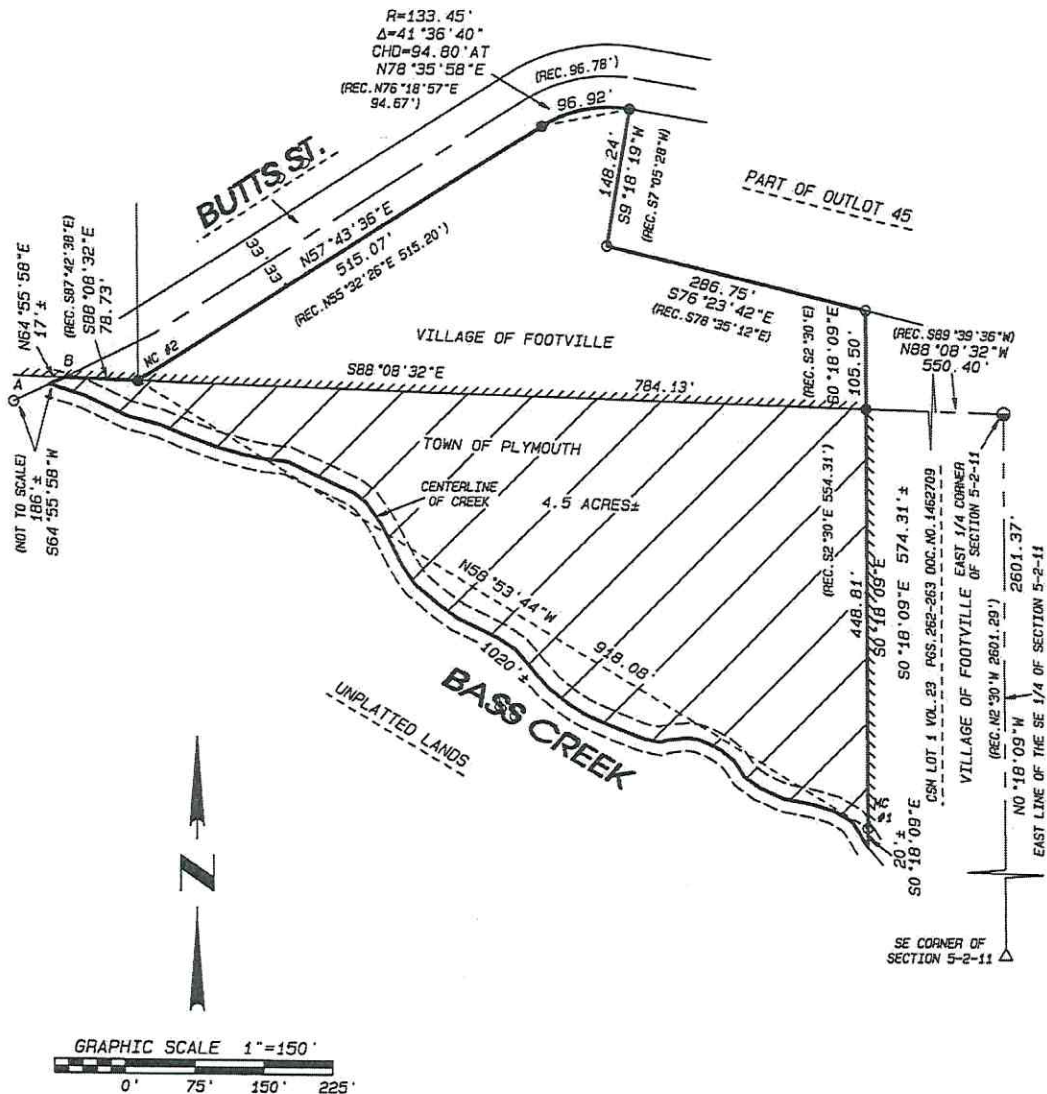 R=133.45'
Δ=41°36'40"
CHD=94.80'AT
N78°35'58"E
(REC.N76°18'57"E
94.67')
(REC.96.78')
96.92'
BUTTS ST.
33' 33'
N57°43'36"E
515.07'
(REC.N55°32'26"E 515.20')
148.24'
S9°18'19"W
(REC.S7°05'28"W)
PART OF OUTLOT 45
286.75'
S76°23'42"E
(REC.S78°35'12"E)
N64°55'58"E
17'±
(REC.S87°42'38"E)
S88°08'32"E
78.73'
A
B
MC #2
VILLAGE OF FOOTVILLE
S88°08'32"E
784.13'
(REC.S2°30'E)
S0°18'09"E
105.50'
(REC.S89°39'36"W)
N88°08'32"W
550.40'
(NOT TO SCALE)
186'±
S64°55'58"W
TOWN OF PLYMOUTH
CENTERLINE
OF CREEK
4.5 ACRES±
(REC.S2°30'E 554.31')
448.81'
S0°18'09"E
S0°18'09"E 574.31'±
CSM LOT 1 VOL.23 PGS.262-263 DOC.NO.1462709
VILLAGE OF FOOTVILLE
EAST 1/4 CORNER
OF SECTION 5-2-11
2601.37'
(REC.N2°30'W 2601.29')
N0°18'09"W
EAST LINE OF THE SE 1/4 OF SECTION 5-2-11
N58°53'44"W
918.08'
1020'±
BASS CREEK
UNPLATTED LANDS
MC
#1
20'±
S0°18'09"E
N
SE CORNER OF
SECTION 5-2-11
GRAPHIC SCALE 1"=150'
0' 75' 150' 225'